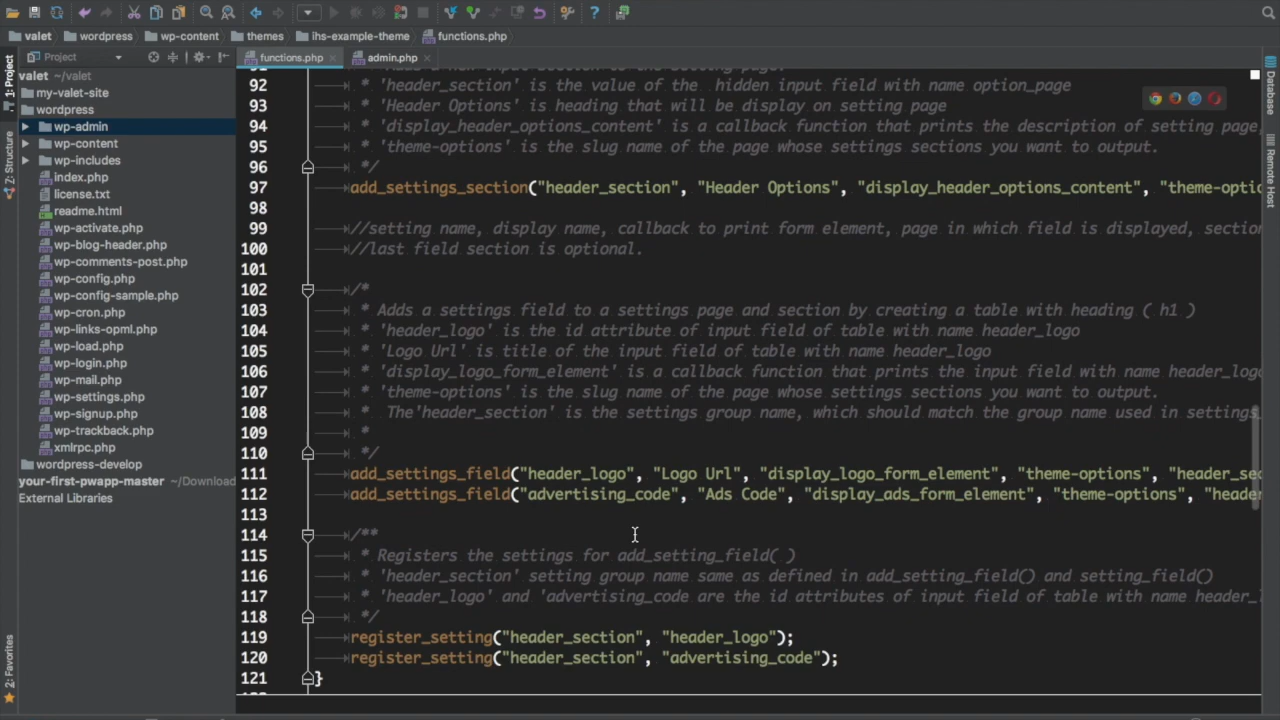 valet wordpress wp-content themes ihs-example-theme functions.php
Project functions.php admin.php
1: Project
Z: Structure
2: Favorites
Database
Remote Host
valet ~/valet
my-valet-site
wordpress
wp-admin
wp-content
wp-includes
index.php
license.txt
readme.html
wp-activate.php
wp-blog-header.php
wp-comments-post.php
wp-config.php
wp-config-sample.php
wp-cron.php
wp-links-opml.php
wp-load.php
wp-login.php
wp-mail.php
wp-settings.php
wp-signup.php
wp-trackback.php
xmlrpc.php
wordpress-develop
your-first-pwapp-master ~/Download
External Libraries
92 * 'header_section' is the value of the hidden input field with name option_page
93 * 'Header Options' is heading that will be display on setting page
94 * 'display_header_options_content' is a callback function that prints the description of setting page,
95 * 'theme-options' is the slug name of the page whose settings sections you want to output.
96 */
97 add_settings_section("header_section", "Header Options", "display_header_options_content", "theme-optio
98
99 //setting name, display name, callback to print form element, page in which field is displayed, section
100 //last field section is optional.
101
102 /*
103 * Adds a settings field to a settings page and section by creating a table with heading ( h1 )
104 * 'header_logo' is the id attribute of input field of table with name header_logo
105 * 'Logo Url' is title of the input field of table with name header_logo
106 * 'display_logo_form_element' is a callback function that prints the input field with name header_logo
107 * 'theme-options' is the slug name of the page whose settings sections you want to output.
108 * The'header_section' is the settings group name, which should match the group name used in settings_
109 *
110 */
111 add_settings_field("header_logo", "Logo Url", "display_logo_form_element", "theme-options", "header_sec
112 add_settings_field("advertising_code", "Ads Code", "display_ads_form_element", "theme-options", "header
113
114 /**
115 * Registers the settings for add_setting_field( )
116 * 'header_section' setting group name same as defined in add_setting_field() and setting_field()
117 * 'header_logo' and 'advertising_code are the id attributes of input field of table with name header_l
118 */
119 register_setting("header_section", "header_logo");
120 register_setting("header_section", "advertising_code");
121 }